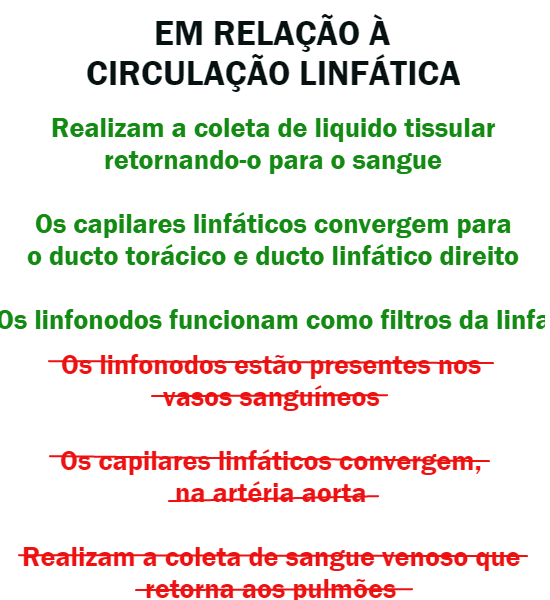 EM RELAÇÃO À
CIRCULAÇÃO LINFÁTICA
Realizam a coleta de liquido tissular
retornando-o para o sangue
Os capilares linfáticos convergem para
o ducto torácico e ducto linfático direito
Os linfonodos funcionam como filtros da linfa
Os linfonodos estão presentes nos
vasos sanguíneos
Os capilares linfáticos convergem,
na artéria aorta
Realizam a coleta de sangue venoso que
retorna aos pulmões